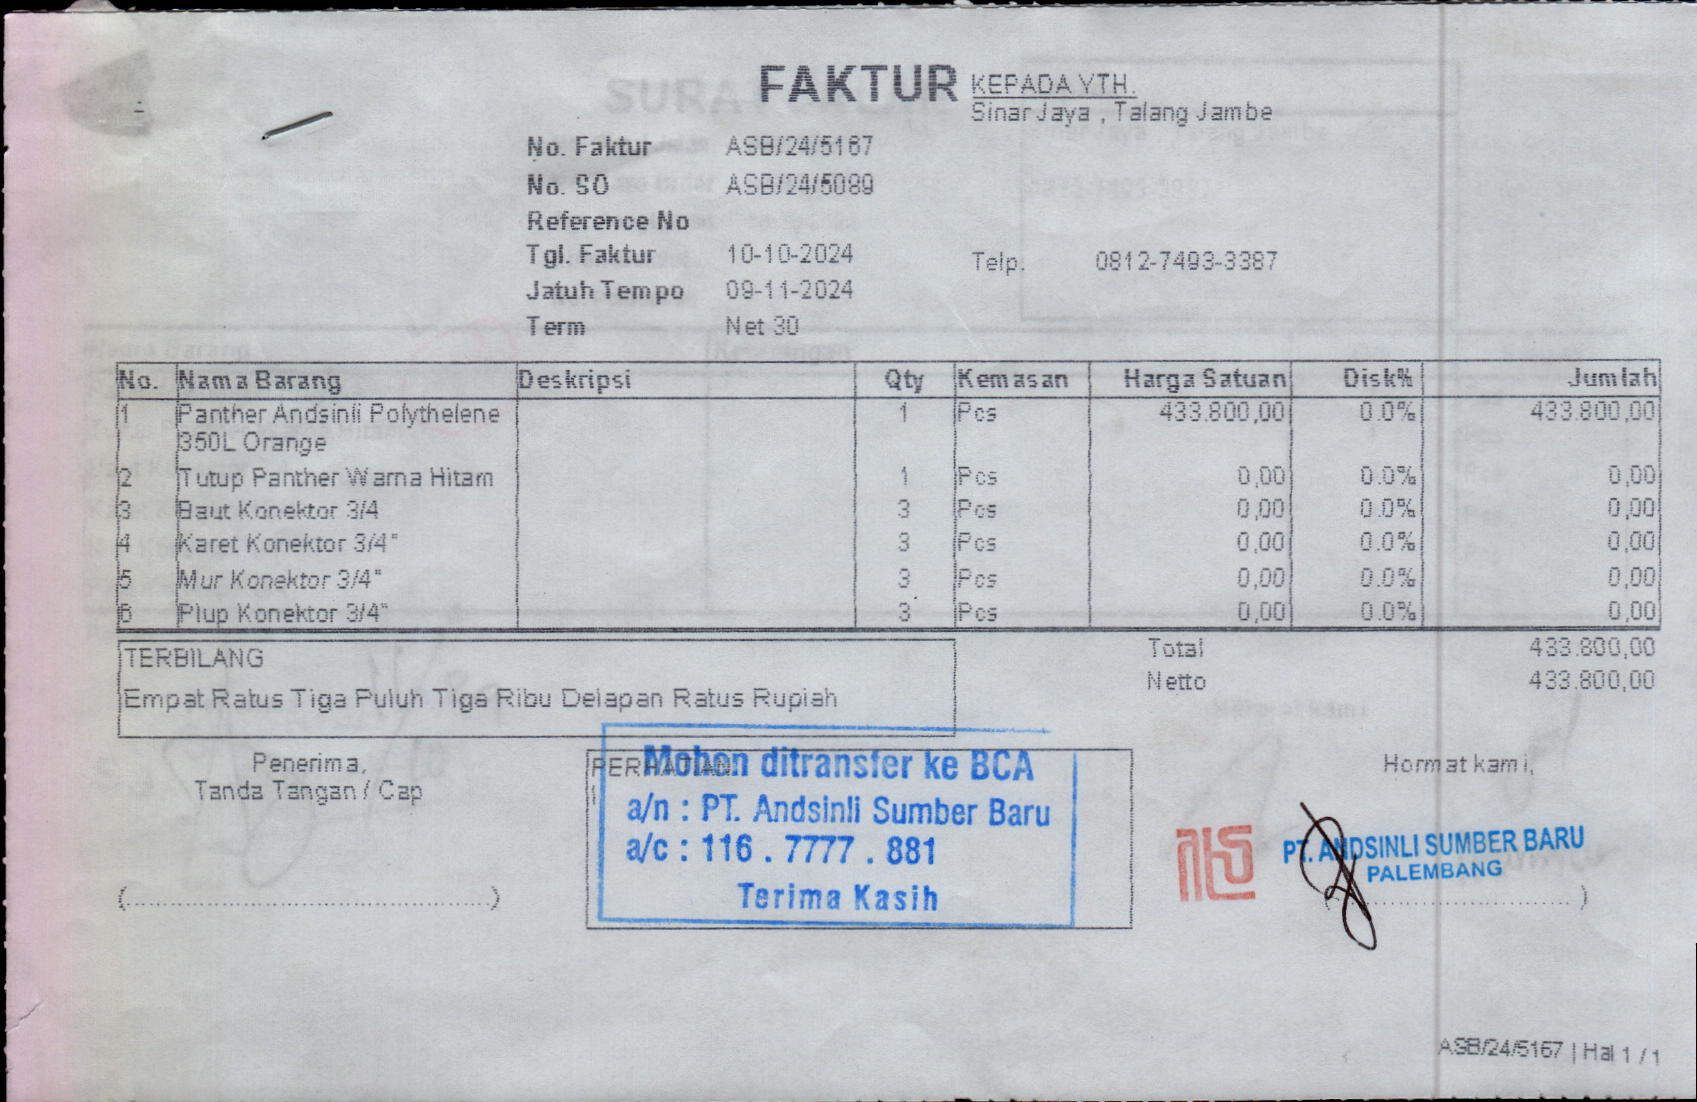 FAKTUR
KEPADA YTH.
Sinar Jaya , Talang Jambe
No. Faktur ASB/24/5167
No. SO ASB/24/5089
Reference No
Tgl. Faktur 10-10-2024
Telp. 0812-7493-3387
Jatuh Tempo 09-11-2024
Term Net 30
No. Nama Barang Deskripsi Qty Kemasan Harga Satuan Disk% Jumlah
1 Panther Andsinli Polythelene 1 Pcs 433.800,00 0.0% 433.800,00
350L Orange
2 Tutup Panther Warna Hitam 1 Pcs 0,00 0.0% 0,00
3 Baut Konektor 3/4 3 Pcs 0,00 0.0% 0,00
4 Karet Konektor 3/4" 3 Pcs 0,00 0.0% 0,00
5 Mur Konektor 3/4" 3 Pcs 0,00 0.0% 0,00
6 Plup Konektor 3/4" 3 Pcs 0,00 0.0% 0,00
Total 433.800,00
Netto 433.800,00
TERBILANG
Empat Ratus Tiga Puluh Tiga Ribu Delapan Ratus Rupiah
Penerima,
Tanda Tangan / Cap
(..............................................)
PERHATIAN
Mohon ditransfer ke BCA
a/n : PT. Andsinli Sumber Baru
a/c : 116 . 7777 . 881
Terima Kasih
Hormat kami,
PT. ANDSINLI SUMBER BARU
PALEMBANG
ASB/24/5167 | Hal 1 / 1